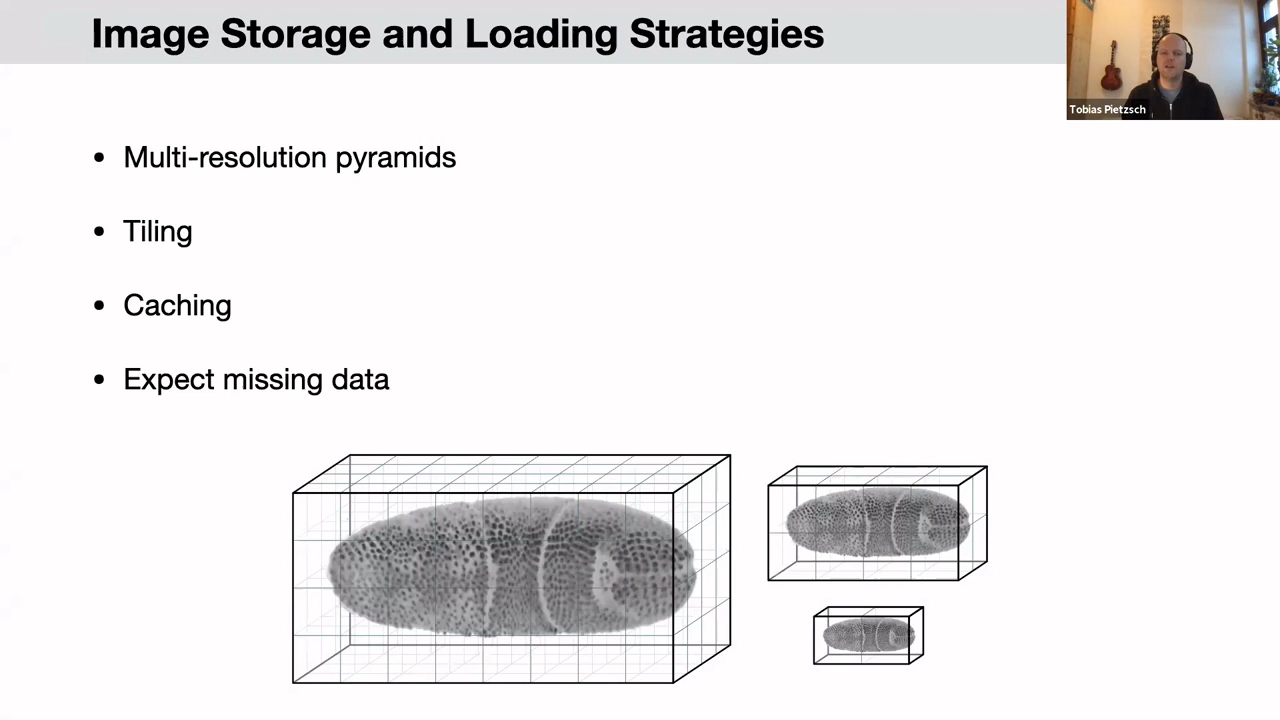 Image Storage and Loading Strategies
Tobias Pietzsch
• Multi-resolution pyramids
• Tiling
• Caching
• Expect missing data